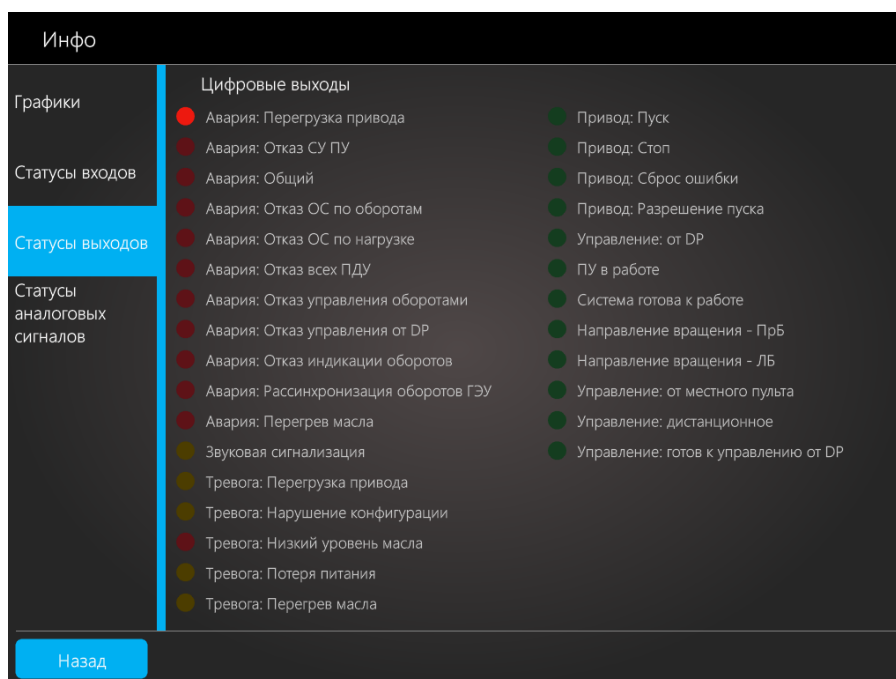 Инфо
Графики
Статусы входов
Статусы выходов
Статусы
аналоговых
сигналов
Цифровые выходы
Авария: Перегрузка привода
Авария: Отказ СУ ПУ
Авария: Общий
Авария: Отказ ОС по оборотам
Авария: Отказ ОС по нагрузке
Авария: Отказ всех ПДУ
Авария: Отказ управления оборотами
Авария: Отказ управления от DP
Авария: Отказ индикации оборотов
Авария: Рассинхронизация оборотов ГЭУ
Авария: Перегрев масла
Звуковая сигнализация
Тревога: Перегрузка привода
Тревога: Нарушение конфигурации
Тревога: Низкий уровень масла
Тревога: Потеря питания
Тревога: Перегрев масла
Привод: Пуск
Привод: Стоп
Привод: Сброс ошибки
Привод: Разрешение пуска
Управление: от DP
ПУ в работе
Система готова к работе
Направление вращения - ПрБ
Направление вращения - ЛБ
Управление: от местного пульта
Управление: дистанционное
Управление: готов к управлению от DP
Назад